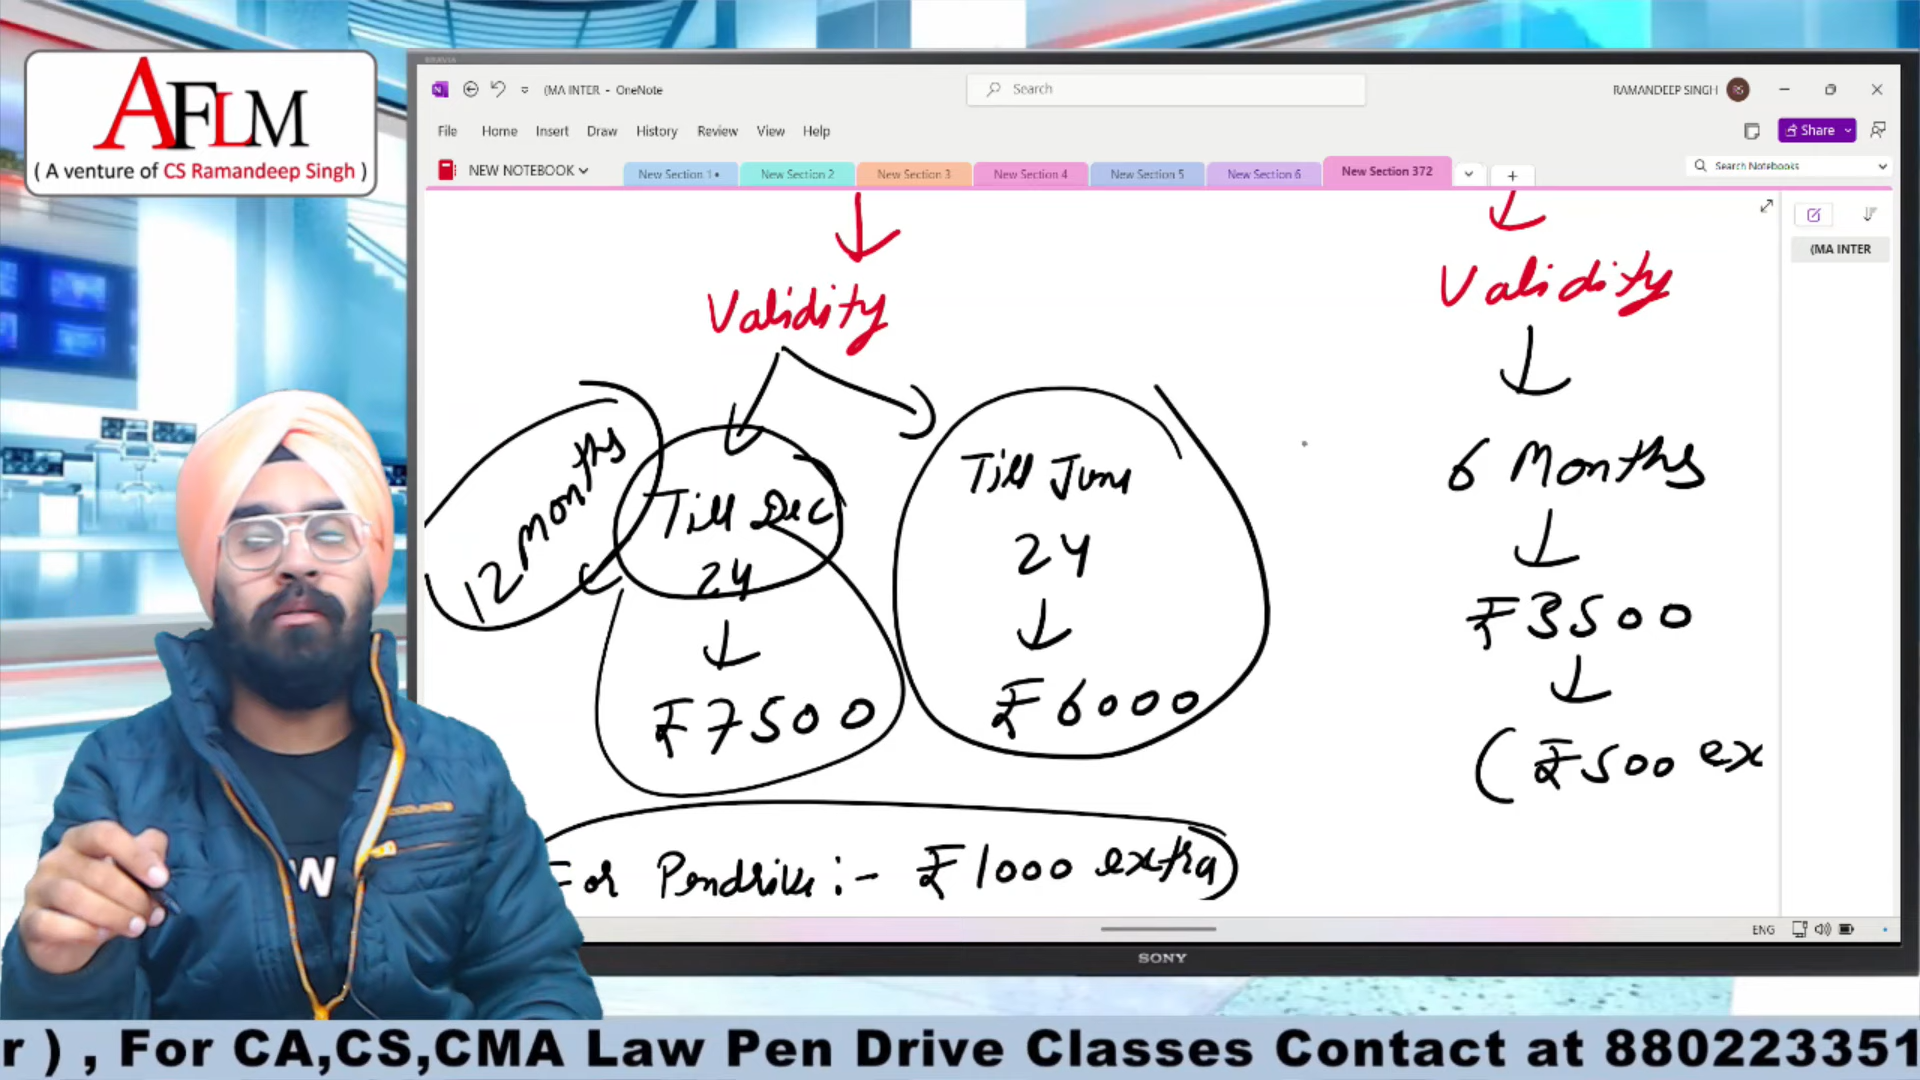 AFLM
( A venture of CS Ramandeep Singh )
(MA INTER - OneNote
Search
RAMANDEEP SINGH
RS
File Home Insert Draw History Review View Help
Share
NEW NOTEBOOK
New Section 1
New Section 2
New Section 3
New Section 4
New Section 5
New Section 6
New Section 372
Search Notebooks
(MA INTER
Validity
12 months
Till Dec
24
₹7500
Till June
24
₹6000
For Pendrive :- ₹1000 extra
Validity
6 Months
₹3500
(₹500 ex
ENG
SONY
r ) , For CA,CS,CMA Law Pen Drive Classes Contact at 880223351